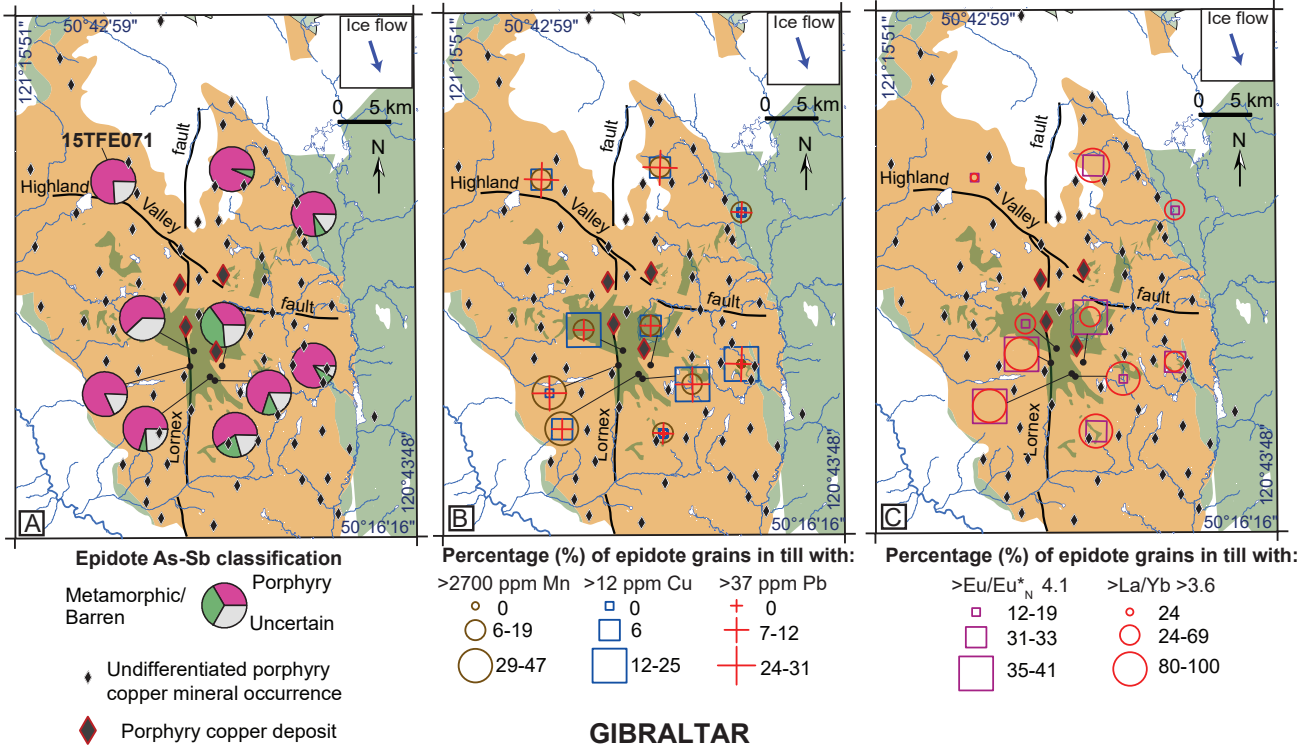 50°42'59"
121°15'51"
Ice flow
0 5 km
N
15TFE071
fault
Highland
Valley
fault
Lornex
120°43'48"
50°16'16"
A
50°42'59"
121°15'51"
Ice flow
0 5 km
N
fault
Highland
Valley
fault
Lornex
120°43'48"
50°16'16"
B
50°42'59"
121°15'51"
Ice flow
0 5 km
N
fault
Highland
Valley
fault
Lornex
120°43'48"
50°16'16"
C
Epidote As-Sb classification
Metamorphic/
Barren
Porphyry
Uncertain
Undifferentiated porphyry
copper mineral occurrence
Porphyry copper deposit
Percentage (%) of epidote grains in till with:
>2700 ppm Mn >12 ppm Cu >37 ppm Pb
0 0 0
6-19 6 7-12
29-47 12-25 24-31
Percentage (%) of epidote grains in till with:
>Eu/Eu*N 4.1 >La/Yb >3.6
12-19 24
31-33 24-69
35-41 80-100
GIBRALTAR